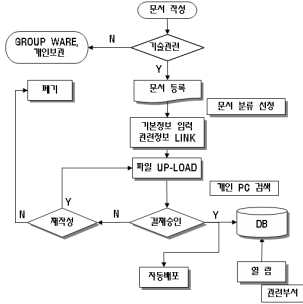 문서 작성
GROUP WARE,
개인보관
N
기술관련
Y
폐기
문서 등록
문서 분류 선정
기본정보 입력
관련정보 LINK
파일 UP-LOAD
개인 PC 검색
Y
재작성
N
N
결재승인
Y
DB
자동배포
열 람
관련부서